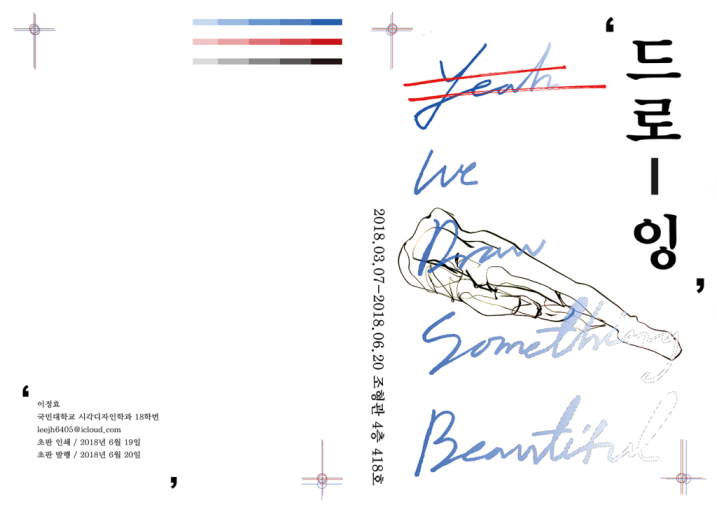 ‘
드로-잉
’
Yeah
We
Draw
Something
Beautiful
2018.03.07-2018.06.20 조형관 4층 418호
‘
이정효
국민대학교 시각디자인학과 18학번
leejh6405@icloud.com
초판 인쇄 / 2018년 6월 19일
초판 발행 / 2018년 6월 20일
’